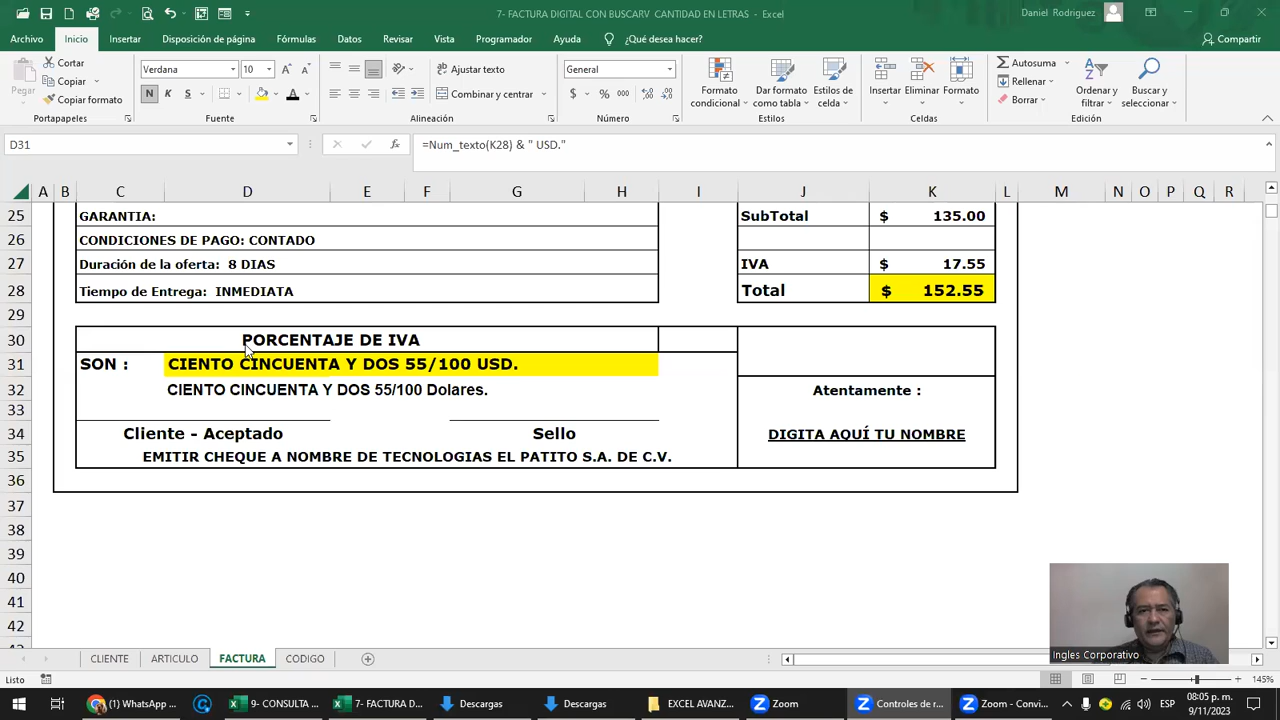 7- FACTURA DIGITAL CON BUSCARV CANTIDAD EN LETRAS - Excel
Daniel Rodriguez
Archivo Inicio Insertar Disposición de página Fórmulas Datos Revisar Vista Programador Ayuda ¿Qué desea hacer? Compartir
Pegar
Cortar
Copiar
Copiar formato
Verdana 10
N K S
Ajustar texto
Combinar y centrar
General
$ % 000
Formato condicional
Dar formato como tabla
Estilos de celda
Insertar Eliminar Formato
Autosuma
Rellenar
Borrar
Ordenar y filtrar
Buscar y seleccionar
Portapapeles Fuente Alineación Número Estilos Celdas Edición
D31 fx =Num_texto(K28) & " USD."
A B C D E F G H I J K L M N O P Q R
25 GARANTIA: SubTotal $ 135.00
26 CONDICIONES DE PAGO: CONTADO
27 Duración de la oferta: 8 DIAS IVA $ 17.55
28 Tiempo de Entrega: INMEDIATA Total $ 152.55
29
30 PORCENTAJE DE IVA
31 SON : CIENTO CINCUENTA Y DOS 55/100 USD.
32 CIENTO CINCUENTA Y DOS 55/100 Dolares. Atentamente :
33
34 Cliente - Aceptado Sello DIGITA AQUÍ TU NOMBRE
35 EMITIR CHEQUE A NOMBRE DE TECNOLOGIAS EL PATITO S.A. DE C.V.
36
37
38
39
40
41
42
Ingles Corporativo
CLIENTE ARTICULO FACTURA CODIGO
Listo 145%
(1) WhatsApp ... 9- CONSULTA ... 7- FACTURA D... Descargas Descargas EXCEL AVANZ... Zoom Controles de r... Zoom - Convi... ESP 08:05 p. m.
9/11/2023